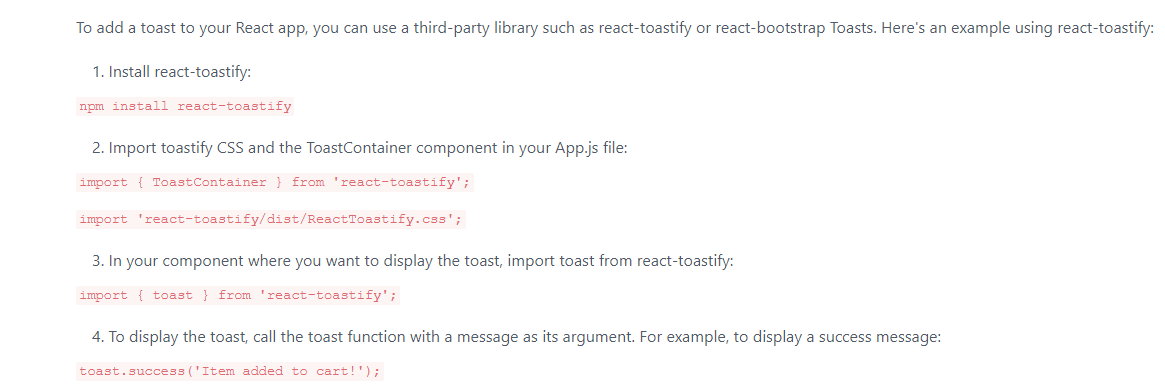 To add a toast to your React app, you can use a third-party library such as react-toastify or react-bootstrap Toasts. Here's an example using react-toastify:
1. Install react-toastify:
npm install react-toastify
2. Import toastify CSS and the ToastContainer component in your App.js file:
import { ToastContainer } from 'react-toastify';
import 'react-toastify/dist/ReactToastify.css';
3. In your component where you want to display the toast, import toast from react-toastify:
import { toast } from 'react-toastify';
4. To display the toast, call the toast function with a message as its argument. For example, to display a success message:
toast.success('Item added to cart!');